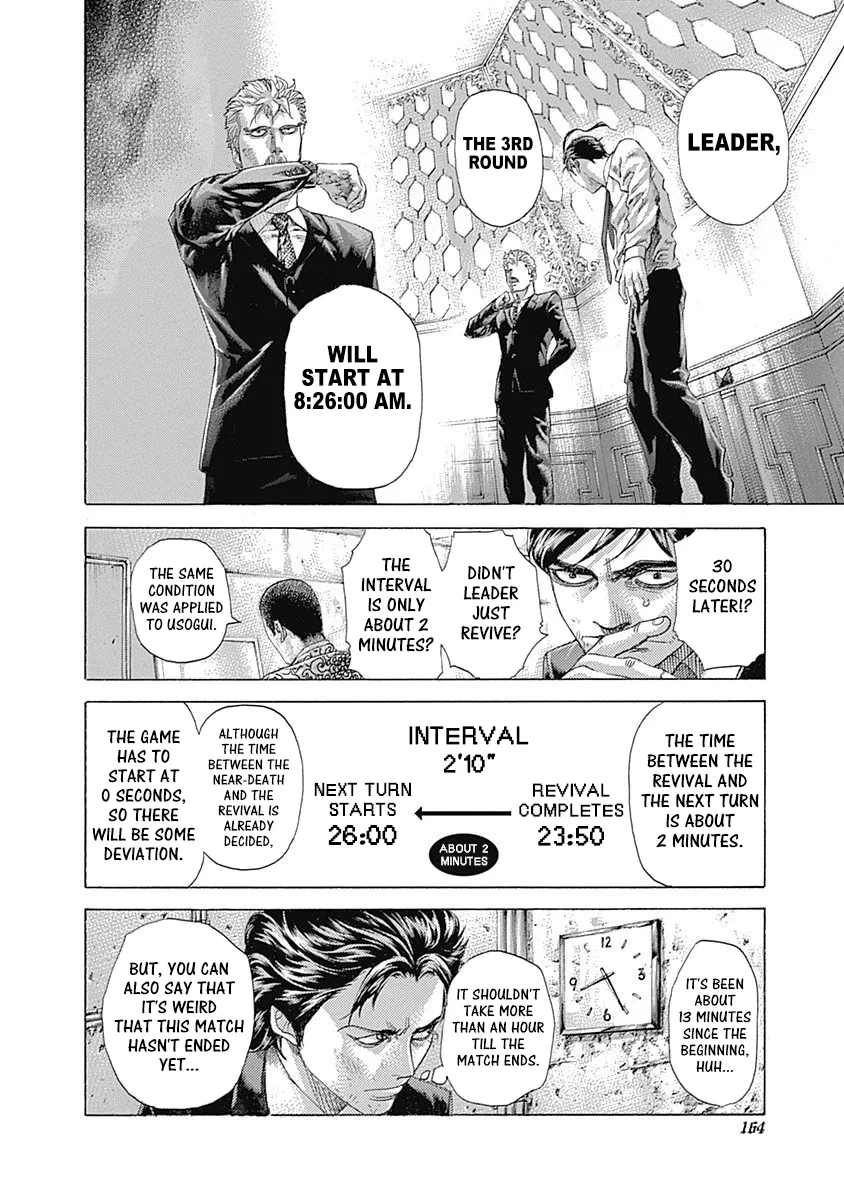 LEADER,
THE 3RD
ROUND
WILL
START AT
8:26:00 AM.
30
SECONDS
LATER!?
DIDN'T
LEADER
JUST
REVIVE?
THE
INTERVAL
IS ONLY
ABOUT 2
MINUTES?
THE SAME
CONDITION
WAS APPLIED
TO USOGUI.
THE TIME
BETWEEN THE
REVIVAL AND
THE NEXT TURN
IS ABOUT
2 MINUTES.
INTERVAL
2'10"
REVIVAL
COMPLETES
23:50
ABOUT 2
MINUTES
NEXT TURN
STARTS
26:00
ALTHOUGH
THE TIME
BETWEEN THE
NEAR-DEATH
AND THE
REVIVAL IS
ALREADY
DECIDED,
THE GAME
HAS TO
START AT
0 SECONDS,
SO THERE
WILL BE SOME
DEVIATION.
IT'S BEEN
ABOUT
13 MINUTES
SINCE THE
BEGINNING,
HUH...
12
3
9
6
IT SHOULDN'T
TAKE MORE
THAN AN HOUR
TILL THE
MATCH ENDS.
BUT, YOU CAN
ALSO SAY THAT
IT'S WEIRD
THAT THIS MATCH
HASN'T ENDED
YET...
164